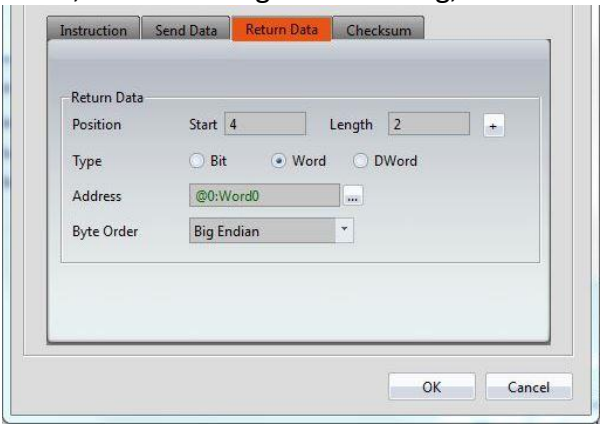 Instruction Send Data Return Data Checksum
Return Data
Position Start 4 Length 2 +
Type Bit Word DWord
Address @0:Word0 ...
Byte Order Big Endian
OK Cancel